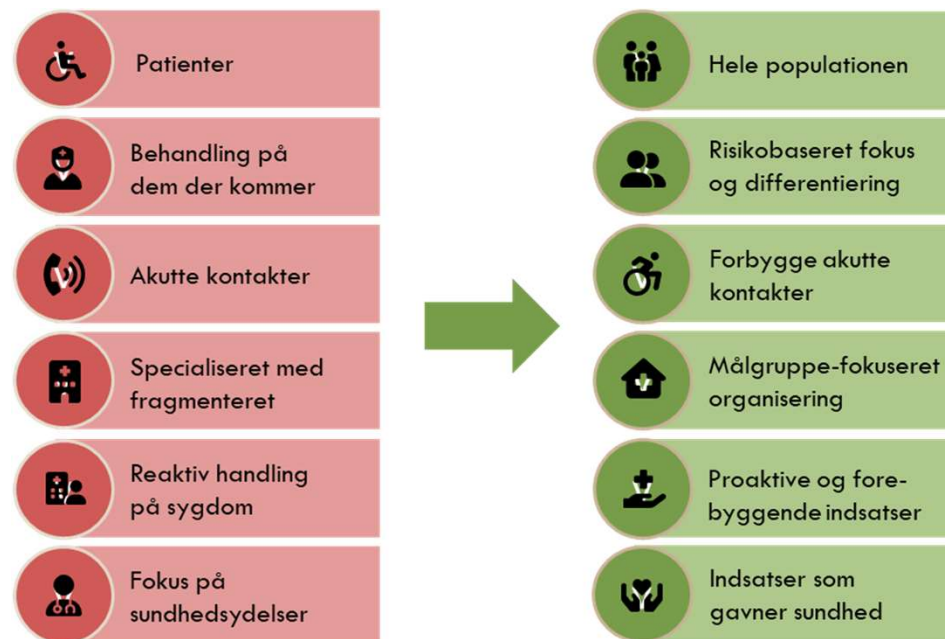 Patienter
Behandling på
dem der kommer
Akutte kontakter
Specialiseret med
fragmenteret
Reaktiv handling
på sygdom
Fokus på
sundhedsydelser
Hele populationen
Risikobaseret fokus
og differentiering
Forbygge akutte
kontakter
Målgruppe-fokuseret
organisering
Proaktive og fore-
byggende indsatser
Indsatser som
gavner sundhed